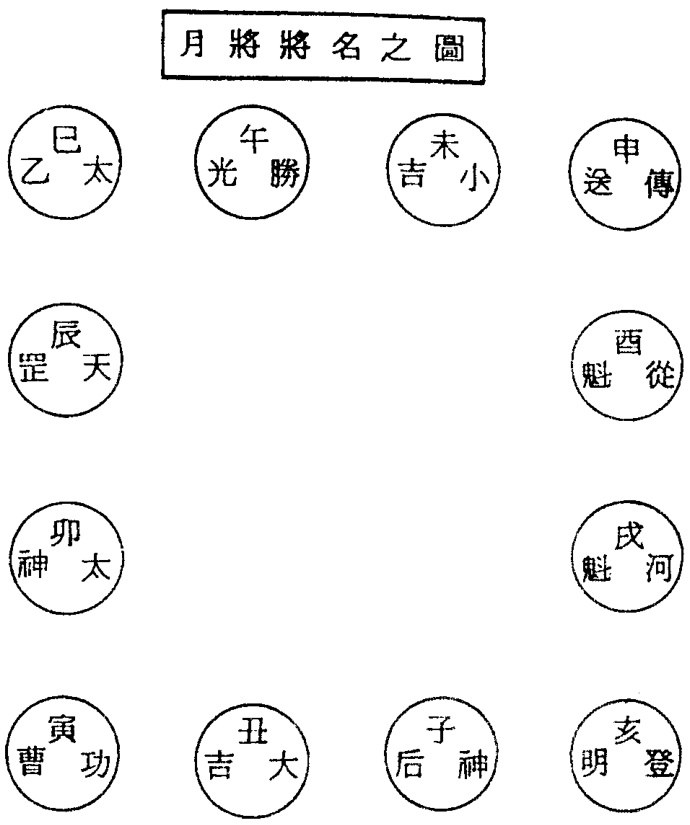 月將將名之圖
巳
太乙
午
勝光
未
小吉
申
傳送
辰
天罡
酉
從魁
卯
太神
戌
河魁
寅
功曹
丑
大吉
子
神后
亥
登明